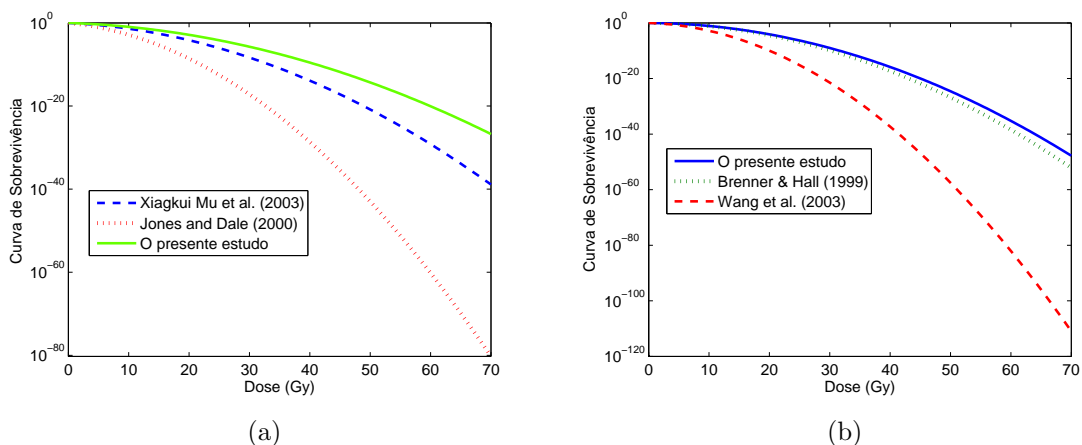 10^0
10^−20
10^−40
10^−60
10^−80
Curva de Sobrevivência
Xiagkui Mu et al. (2003)
Jones and Dale (2000)
O presente estudo
0 10 20 30 40 50 60 70
Dose (Gy)
(a)
10^0
10^−20
10^−40
10^−60
10^−80
10^−100
10^−120
Curva de Sobrevivência
O presente estudo
Brenner & Hall (1999)
Wang et al. (2003)
0 10 20 30 40 50 60 70
Dose (Gy)
(b)